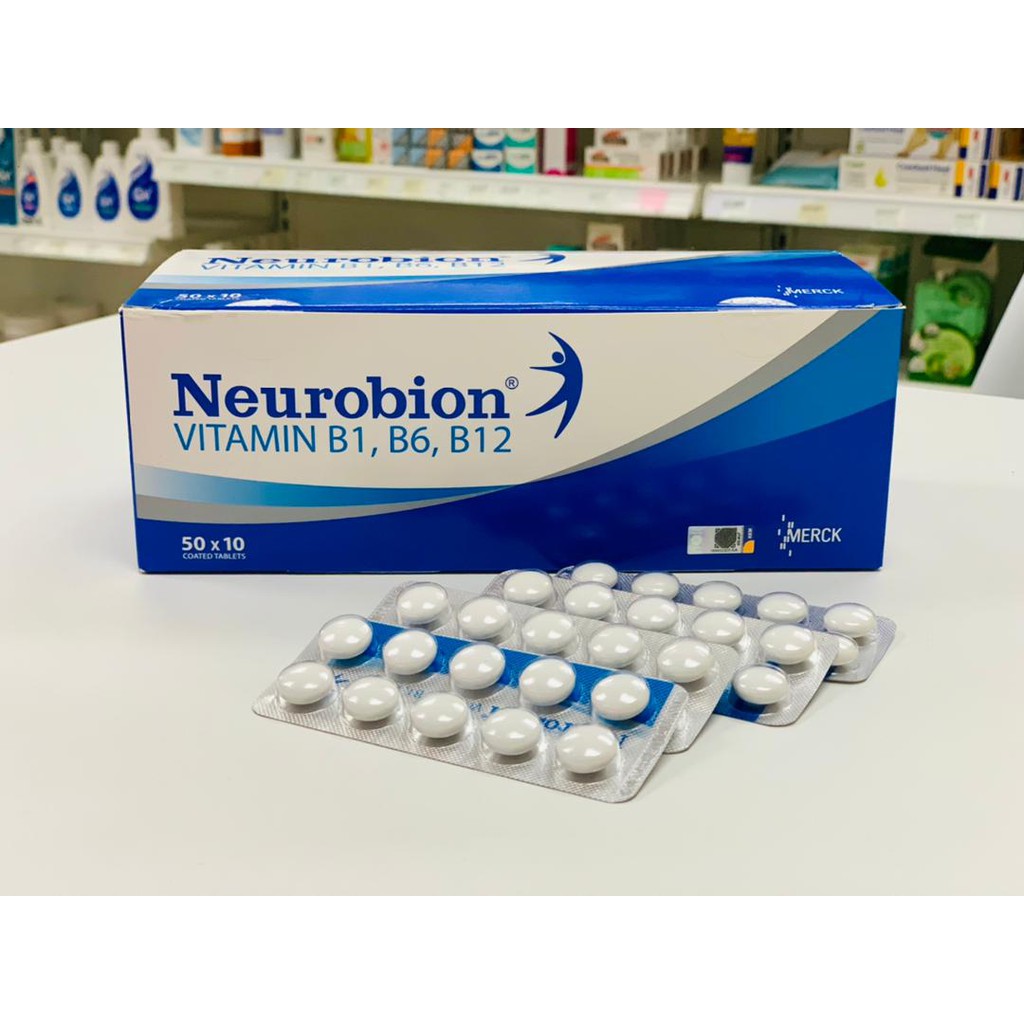 Neurobion
VITAMIN B1, B6, B12
50 x 10
MERCK
Neurobion®
VITAMIN B1, B6, B12
50 x 10
COATED TABLETS
MERCK